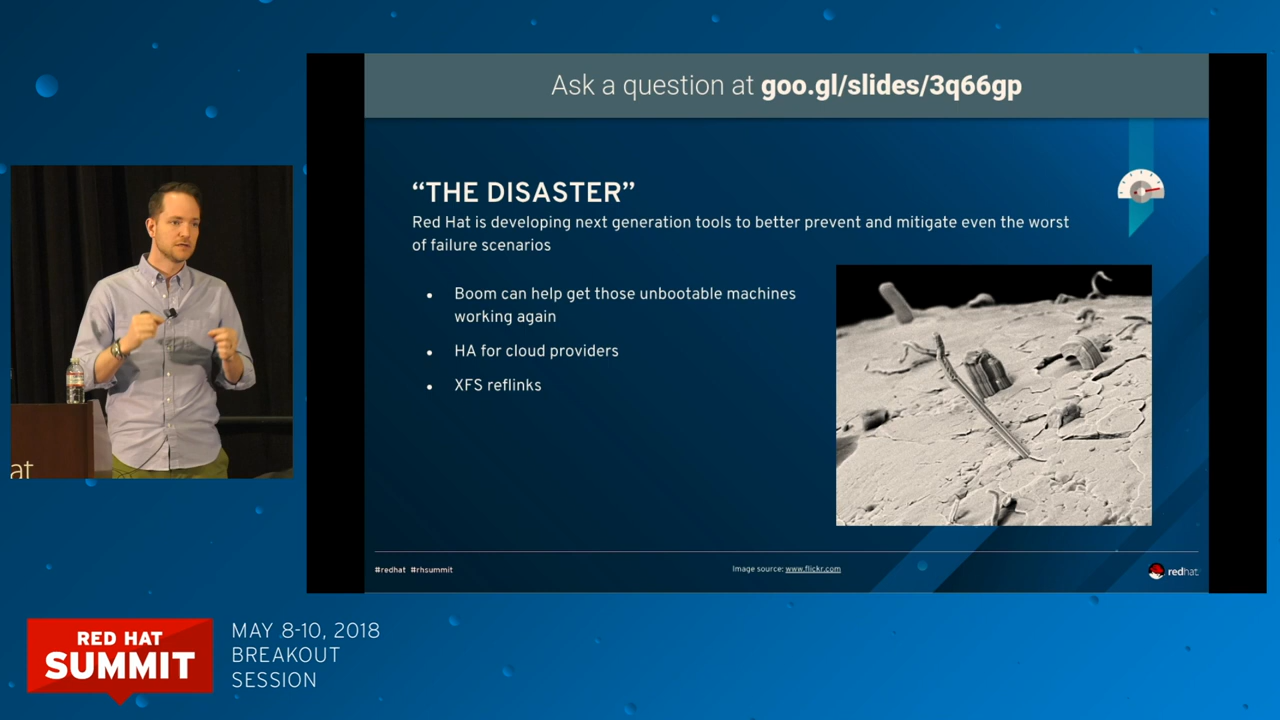 Ask a question at goo.gl/slides/3q66gp
“THE DISASTER”
Red Hat is developing next generation tools to better prevent and mitigate even the worst
of failure scenarios
• Boom can help get those unbootable machines
working again
• HA for cloud providers
• XFS reflinks
#redhat #rhsummit
Image source: www.flickr.com
redhat
at
RED HAT
SUMMIT
MAY 8-10, 2018
BREAKOUT
SESSION